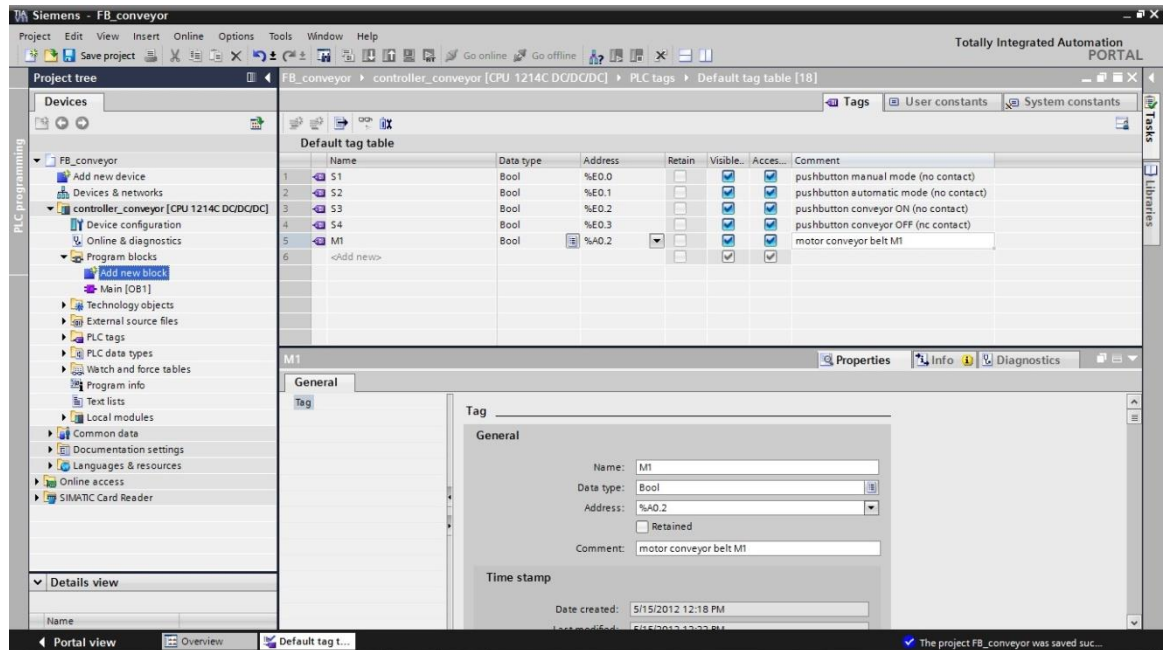 Siemens - FB_conveyor
Project Edit View Insert Online Options Tools Window Help
Totally Integrated Automation
PORTAL
Save project
Go online
Go offline
Project tree
FB_conveyor ▸ controller_conveyor [CPU 1214C DC/DC/DC] ▸ PLC tags ▸ Default tag table [18]
Devices
Tags
User constants
System constants
PLC programming
Tasks
Libraries
FB_conveyor
Add new device
Devices & networks
controller_conveyor [CPU 1214C DC/DC/DC]
Device configuration
Online & diagnostics
Program blocks
Add new block
Main [OB1]
Technology objects
External source files
PLC tags
PLC data types
Watch and force tables
Program info
Text lists
Local modules
Common data
Documentation settings
Languages & resources
Online access
SIMATIC Card Reader
Details view
Name
Default tag table
Name Data type Address Retain Visible.. Acces... Comment
1 S1 Bool %E0.0 pushbutton manual mode (no contact)
2 S2 Bool %E0.1 pushbutton automatic mode (no contact)
3 S3 Bool %E0.2 pushbutton conveyor ON (no contact)
4 S4 Bool %E0.3 pushbutton conveyor OFF (nc contact)
5 M1 Bool %A0.2 motor conveyor belt M1
6 <Add new>
M1
Properties
Info
Diagnostics
General
Tag
Tag
General
Name: M1
Data type: Bool
Address: %A0.2
Retained
Comment: motor conveyor belt M1
Time stamp
Date created: 5/15/2012 12:18 PM
Last modified: 5/15/2012 12:22 PM
Portal view
Overview
Default tag t...
The project FB_conveyor was saved suc...